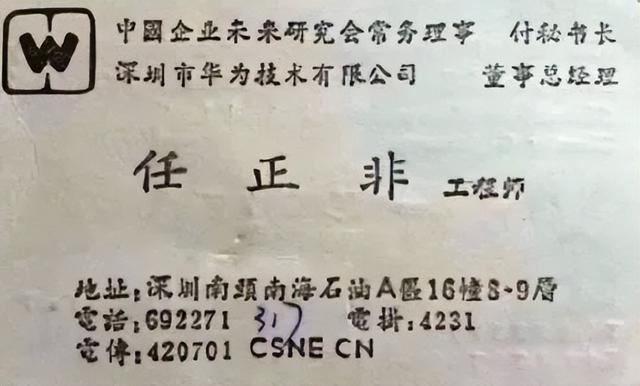 中國企业未来研究会常务理事 付秘书长
深圳市华为技术有限公司 董事总经理
任正非 工程师
地址:深圳南頭南海石油A區16幢8-9層
電話:692271 317 電掛:4231
電傳:420701 CSNE CN